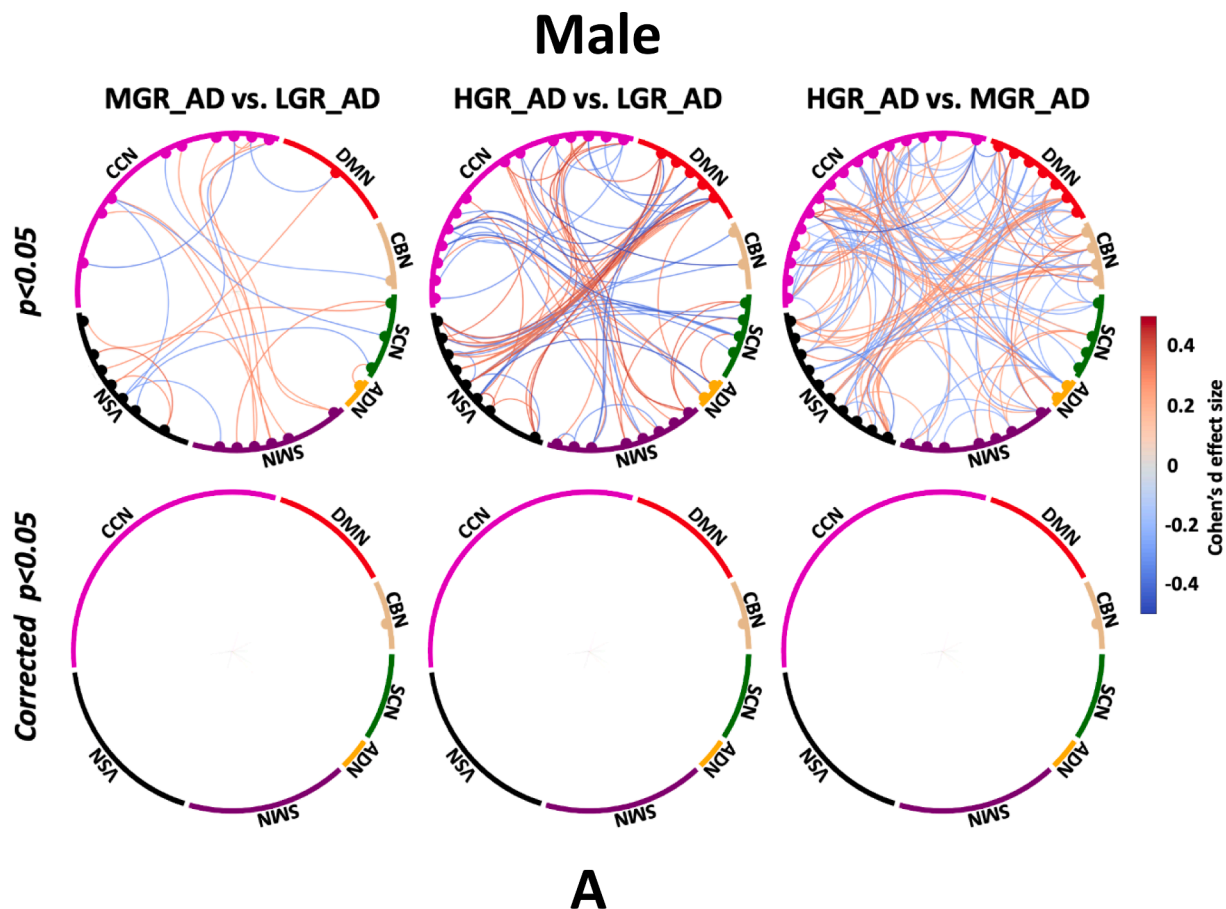 Male
MGR_AD vs. LGR_AD
HGR_AD vs. LGR_AD
HGR_AD vs. MGR_AD
p<0.05
CCN
DMN
CBN
SCN
ADN
SMN
VSN
CCN
DMN
CBN
SCN
ADN
SMN
VSN
CCN
DMN
CBN
SCN
ADN
SMN
VSN
Corrected p<0.05
CCN
DMN
CBN
SCN
ADN
SMN
VSN
CCN
DMN
CBN
SCN
ADN
SMN
VSN
CCN
DMN
CBN
SCN
ADN
SMN
VSN
0.4
0.2
0
-0.2
-0.4
Cohen's d effect size
A